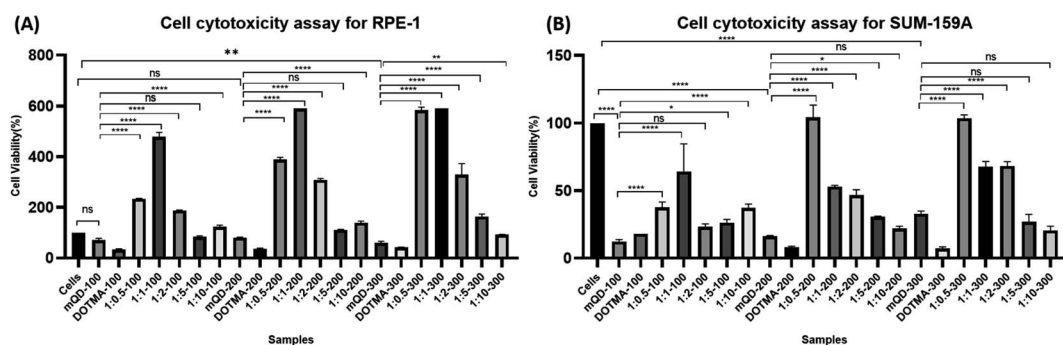 (A)
Cell cytotoxicity assay for RPE-1
Cell Viability(%)
800
600
400
200
0
**
ns
ns
****
ns
****
****
****
****
ns
****
****
****
**
****
****
****
Cells
mQD-100
DOTMA-100
1:0.5-100
1:1-100
1:2-100
1:5-100
1:10-100
mQD-200
DOTMA-200
1:0.5-200
1:1-200
1:2-200
1:5-200
1:10-200
mQD-300
DOTMA-300
1:0.5-300
1:1-300
1:2-300
1:5-300
1:10-300
Samples
(B)
Cell cytotoxicity assay for SUM-159A
Cell Viability(%)
150
100
50
0
****
****
****
****
*
ns
****
****
ns
*
****
****
****
ns
ns
****
****
****
Cells
mQD-100
DOTMA-100
1:0.5-100
1:1-100
1:2-100
1:5-100
1:10-100
mQD-200
DOTMA-200
1:0.5-200
1:1-200
1:2-200
1:5-200
1:10-200
mQD-300
DOTMA-300
1:0.5-300
1:1-300
1:2-300
1:5-300
1:10-300
Samples